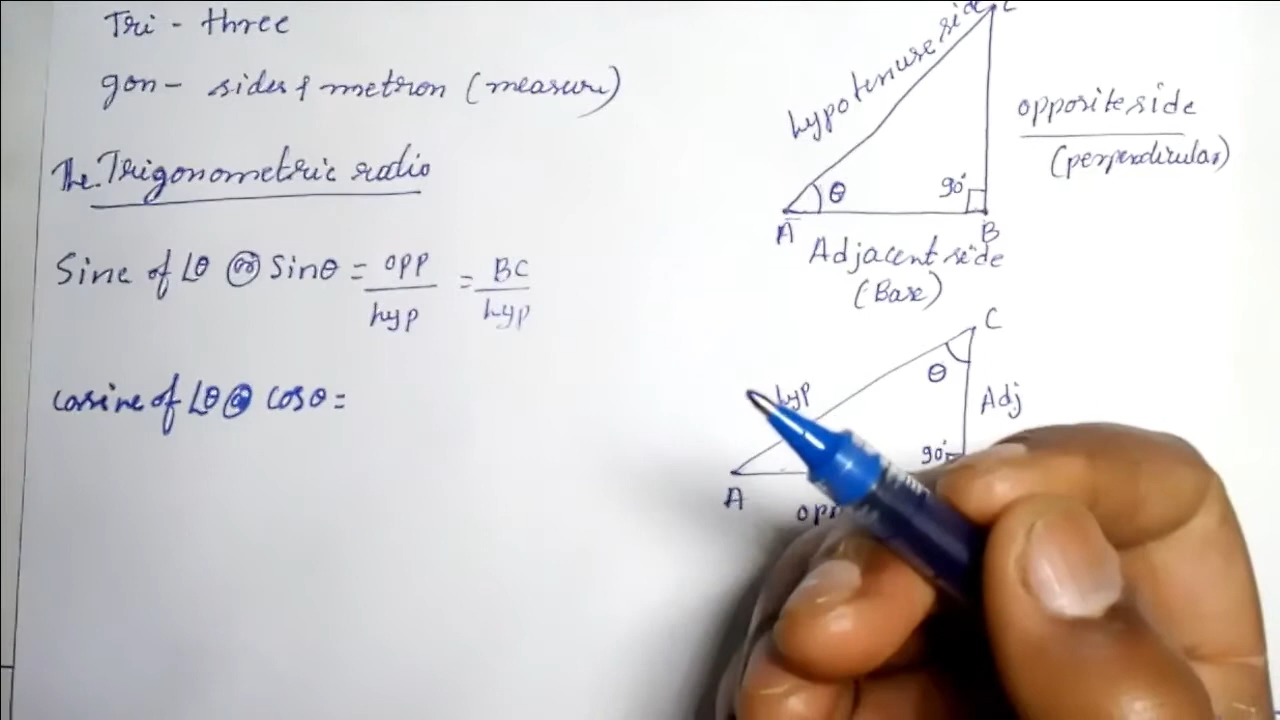 Tri - three
gon - sides & metron (measure)
The Trigonometric ratio
Sine of ∠θ or Sinθ = opp/hyp = BC/hyp
cosine of ∠θ or cosθ =
hypotenuse side
C
opposite side
(perpendicular)
θ
90°
A
B
Adjacent side
(Base)
C
θ
hyp
Adj
90°
A